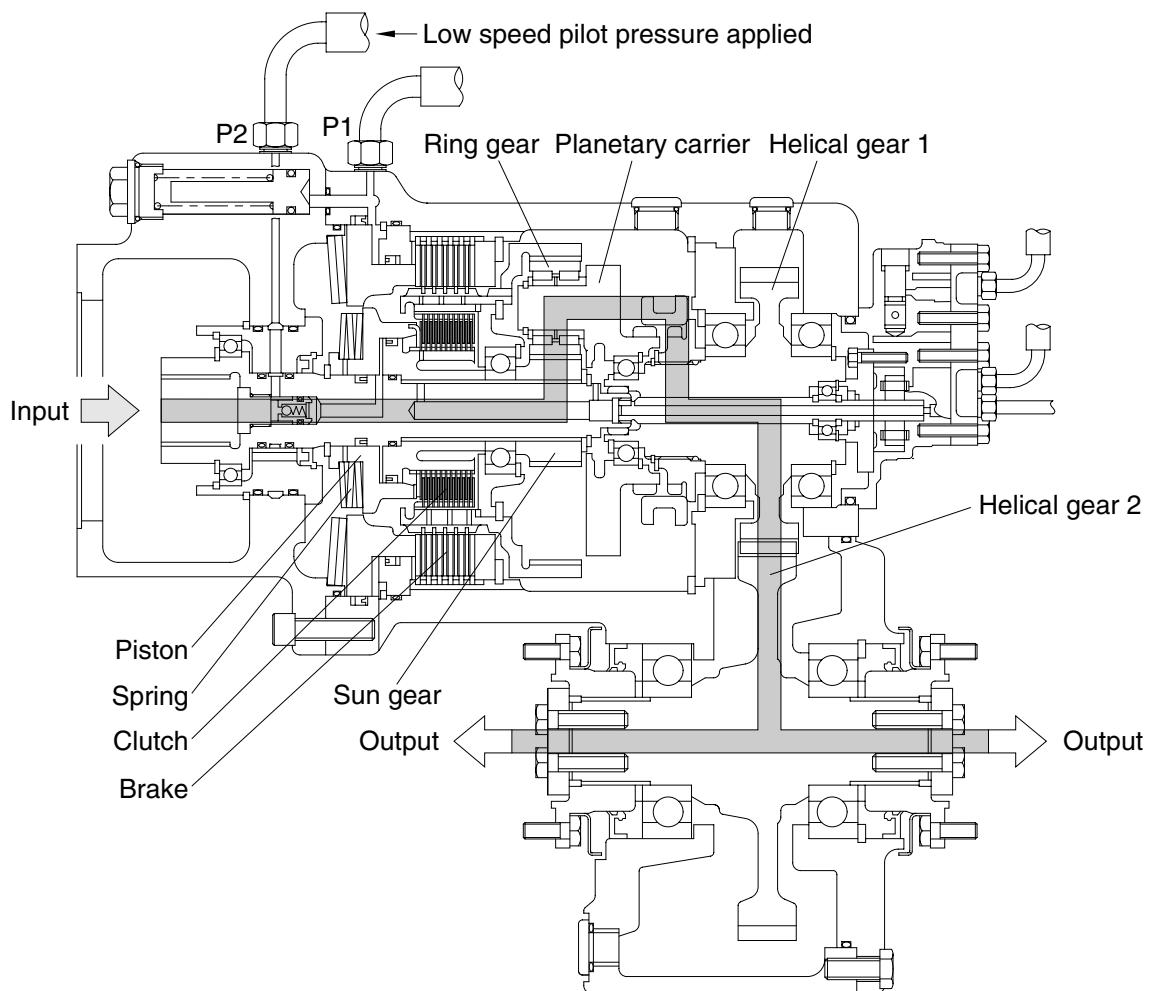 Low speed pilot pressure applied
P2
P1
Ring gear
Planetary carrier
Helical gear 1
Input
Helical gear 2
Piston
Spring
Clutch
Brake
Sun gear
Output
Output